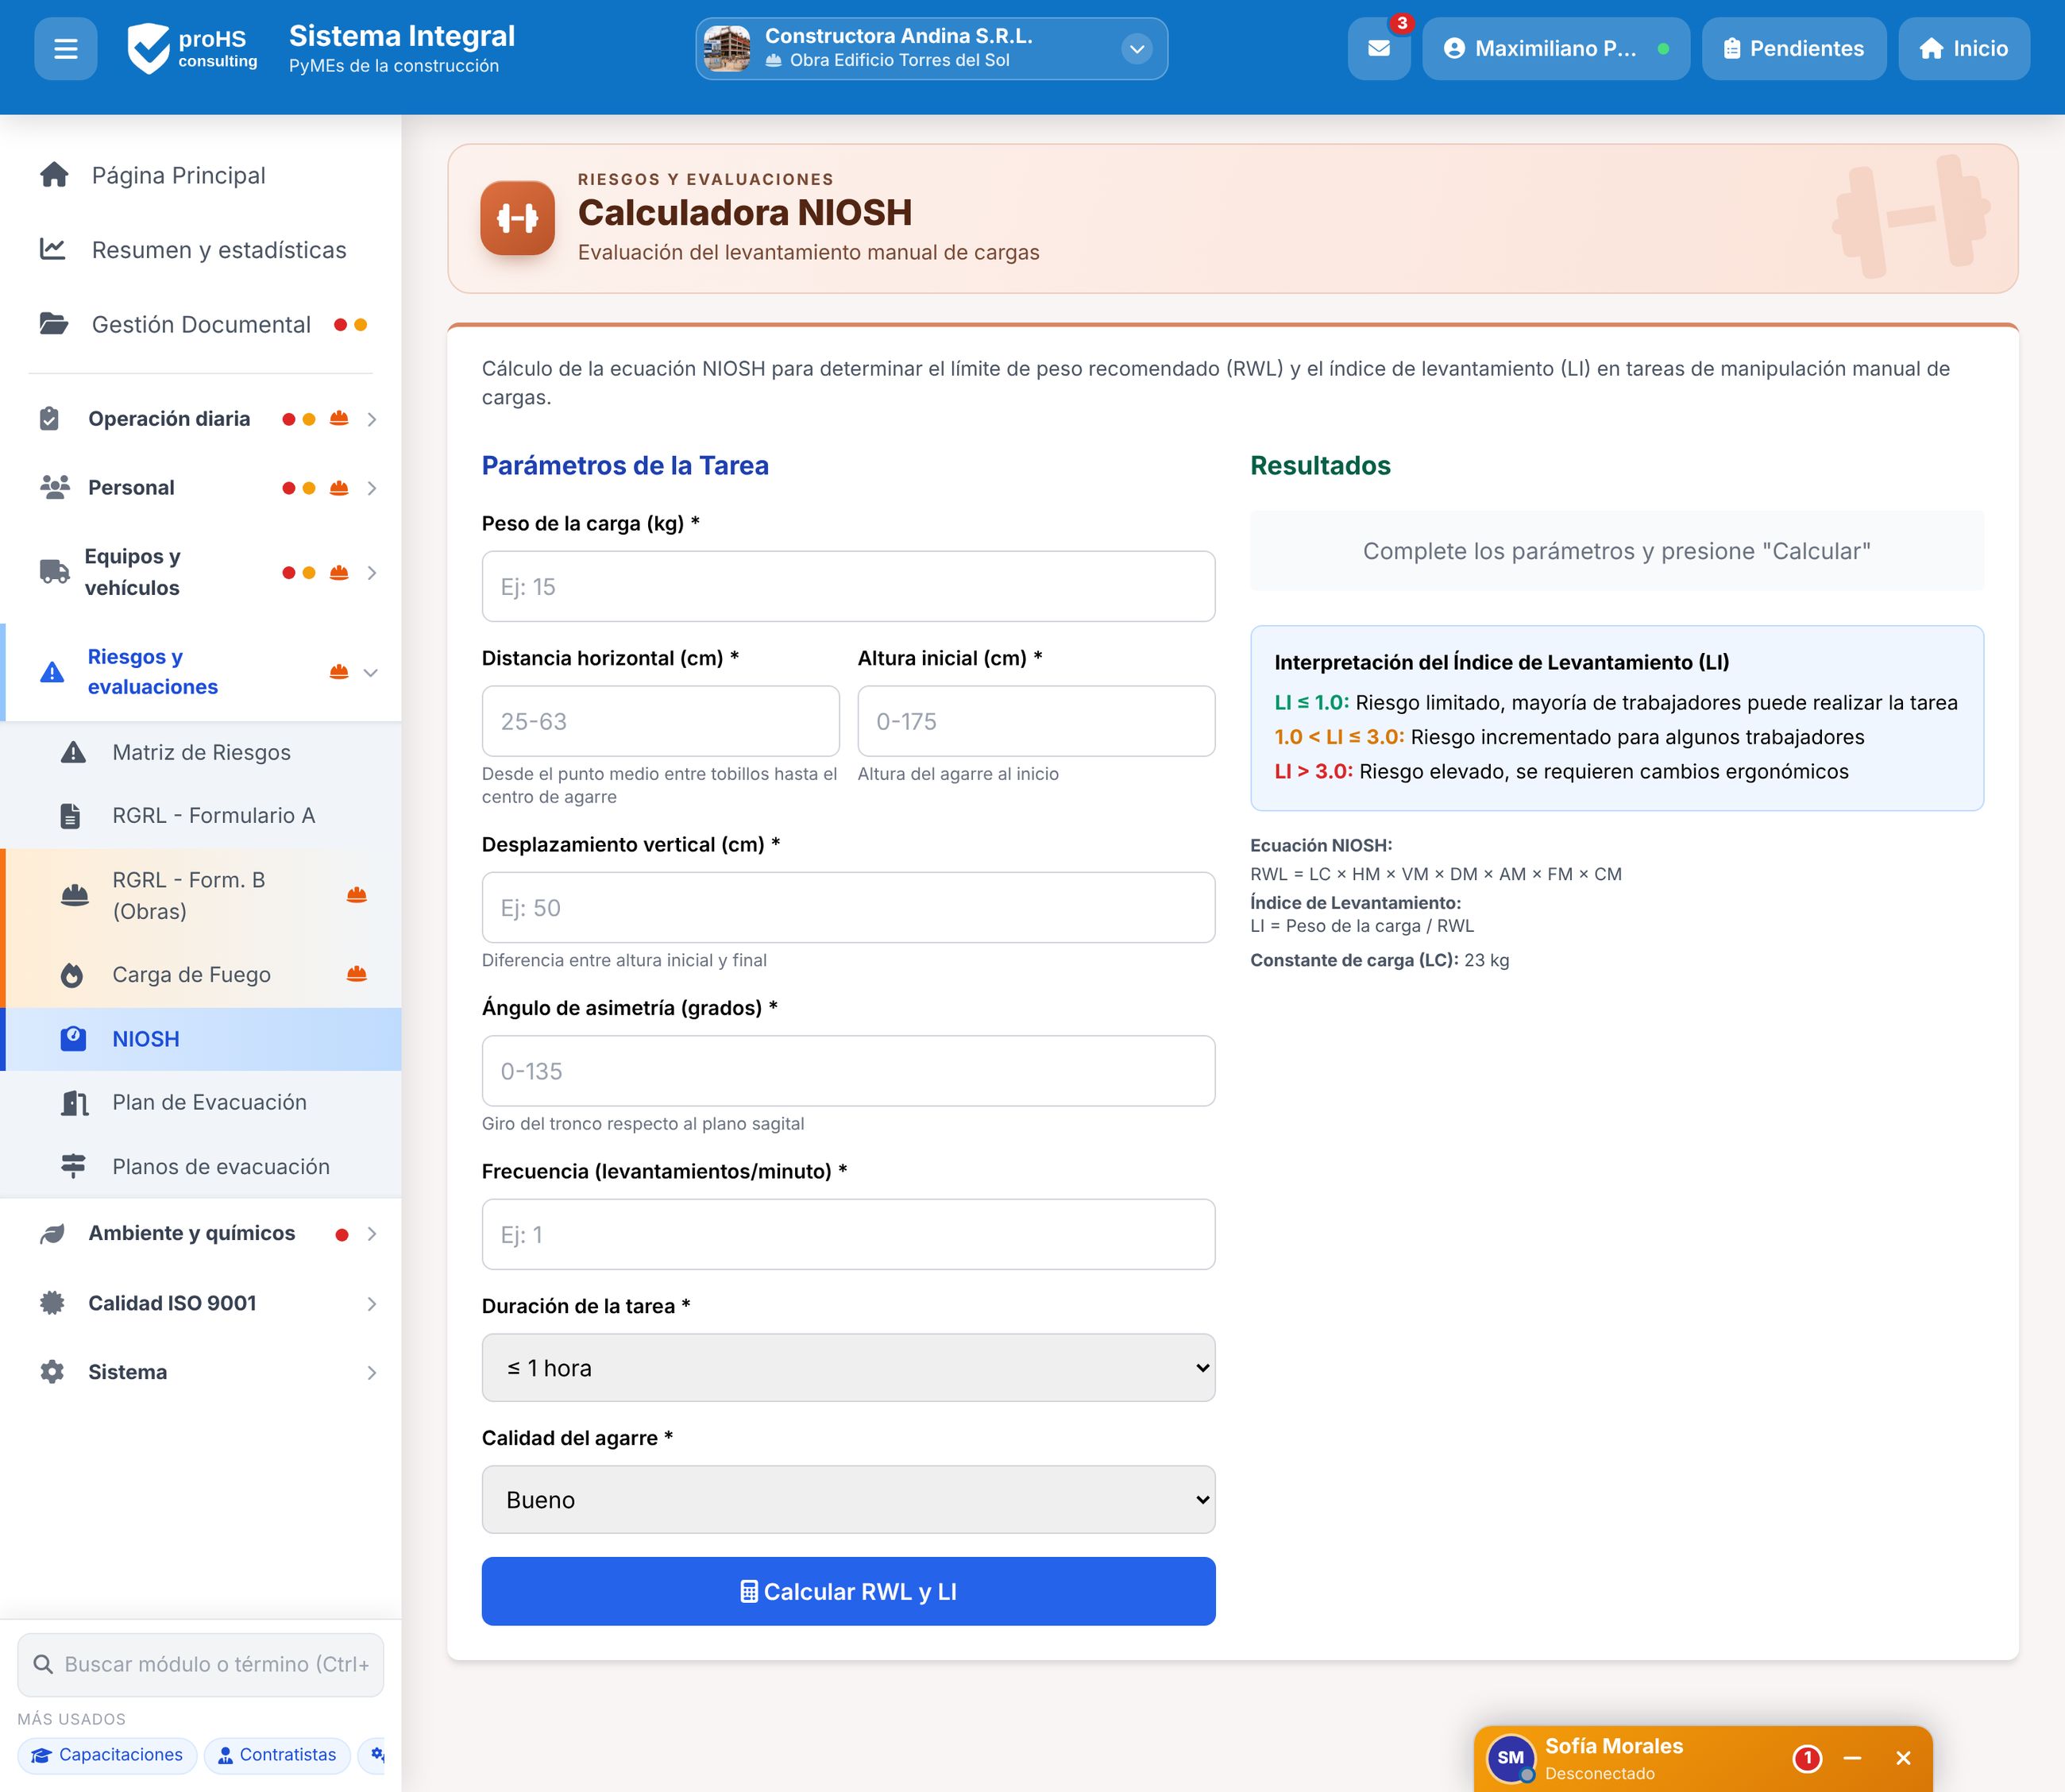 proHS
consulting
Sistema Integral
PyMEs de la construcción
Constructora Andina S.R.L.
Obra Edificio Torres del Sol
3
Maximiliano P...
Pendientes
Inicio
Página Principal
Resumen y estadísticas
Gestión Documental
Operación diaria
Personal
Equipos y
vehículos
Riesgos y
evaluaciones
Matriz de Riesgos
RGRL - Formulario A
RGRL - Form. B
(Obras)
Carga de Fuego
NIOSH
Plan de Evacuación
Planos de evacuación
Ambiente y químicos
Calidad ISO 9001
Sistema
Buscar módulo o término (Ctrl+
MÁS USADOS
Capacitaciones
Contratistas
RIESGOS Y EVALUACIONES
Calculadora NIOSH
Evaluación del levantamiento manual de cargas
Cálculo de la ecuación NIOSH para determinar el límite de peso recomendado (RWL) y el índice de levantamiento (LI) en tareas de manipulación manual de
cargas.
Parámetros de la Tarea
Peso de la carga (kg) *
Ej: 15
Distancia horizontal (cm) *
25-63
Desde el punto medio entre tobillos hasta el
centro de agarre
Altura inicial (cm) *
0-175
Altura del agarre al inicio
Desplazamiento vertical (cm) *
Ej: 50
Diferencia entre altura inicial y final
Ángulo de asimetría (grados) *
0-135
Giro del tronco respecto al plano sagital
Frecuencia (levantamientos/minuto) *
Ej: 1
Duración de la tarea *
≤ 1 hora
Calidad del agarre *
Bueno
Calcular RWL y LI
Resultados
Complete los parámetros y presione "Calcular"
Interpretación del Índice de Levantamiento (LI)
LI ≤ 1.0: Riesgo limitado, mayoría de trabajadores puede realizar la tarea
1.0 < LI ≤ 3.0: Riesgo incrementado para algunos trabajadores
LI > 3.0: Riesgo elevado, se requieren cambios ergonómicos
Ecuación NIOSH:
RWL = LC × HM × VM × DM × AM × FM × CM
Índice de Levantamiento:
LI = Peso de la carga / RWL
Constante de carga (LC): 23 kg
SM
Sofía Morales
Desconectado
1